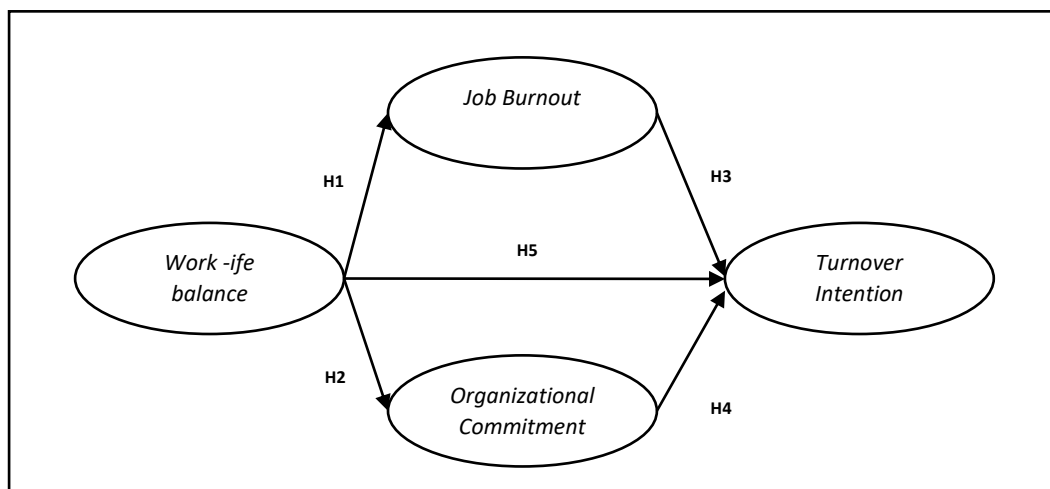 Job Burnout
H1
H3
Work -ife
balance
H5
Turnover
Intention
H2
Organizational
Commitment
H4